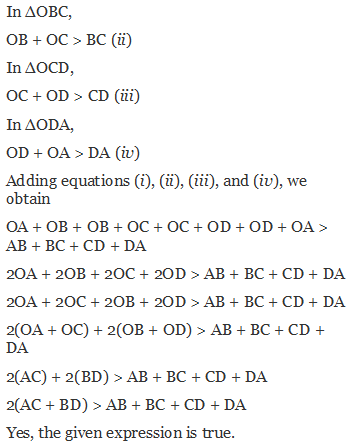 In ΔOBC,
OB + OC > BC (ii)
In ΔOCD,
OC + OD > CD (iii)
In ΔODA,
OD + OA > DA (iv)
Adding equations (i), (ii), (iii), and (iv), we
obtain
OA + OB + OB + OC + OC + OD + OD + OA >
AB + BC + CD + DA
2OA + 2OB + 2OC + 2OD > AB + BC + CD + DA
2OA + 2OC + 2OB + 2OD > AB + BC + CD + DA
2(OA + OC) + 2(OB + OD) > AB + BC + CD +
DA
2(AC) + 2(BD) > AB + BC + CD + DA
2(AC + BD) > AB + BC + CD + DA
Yes, the given expression is true.